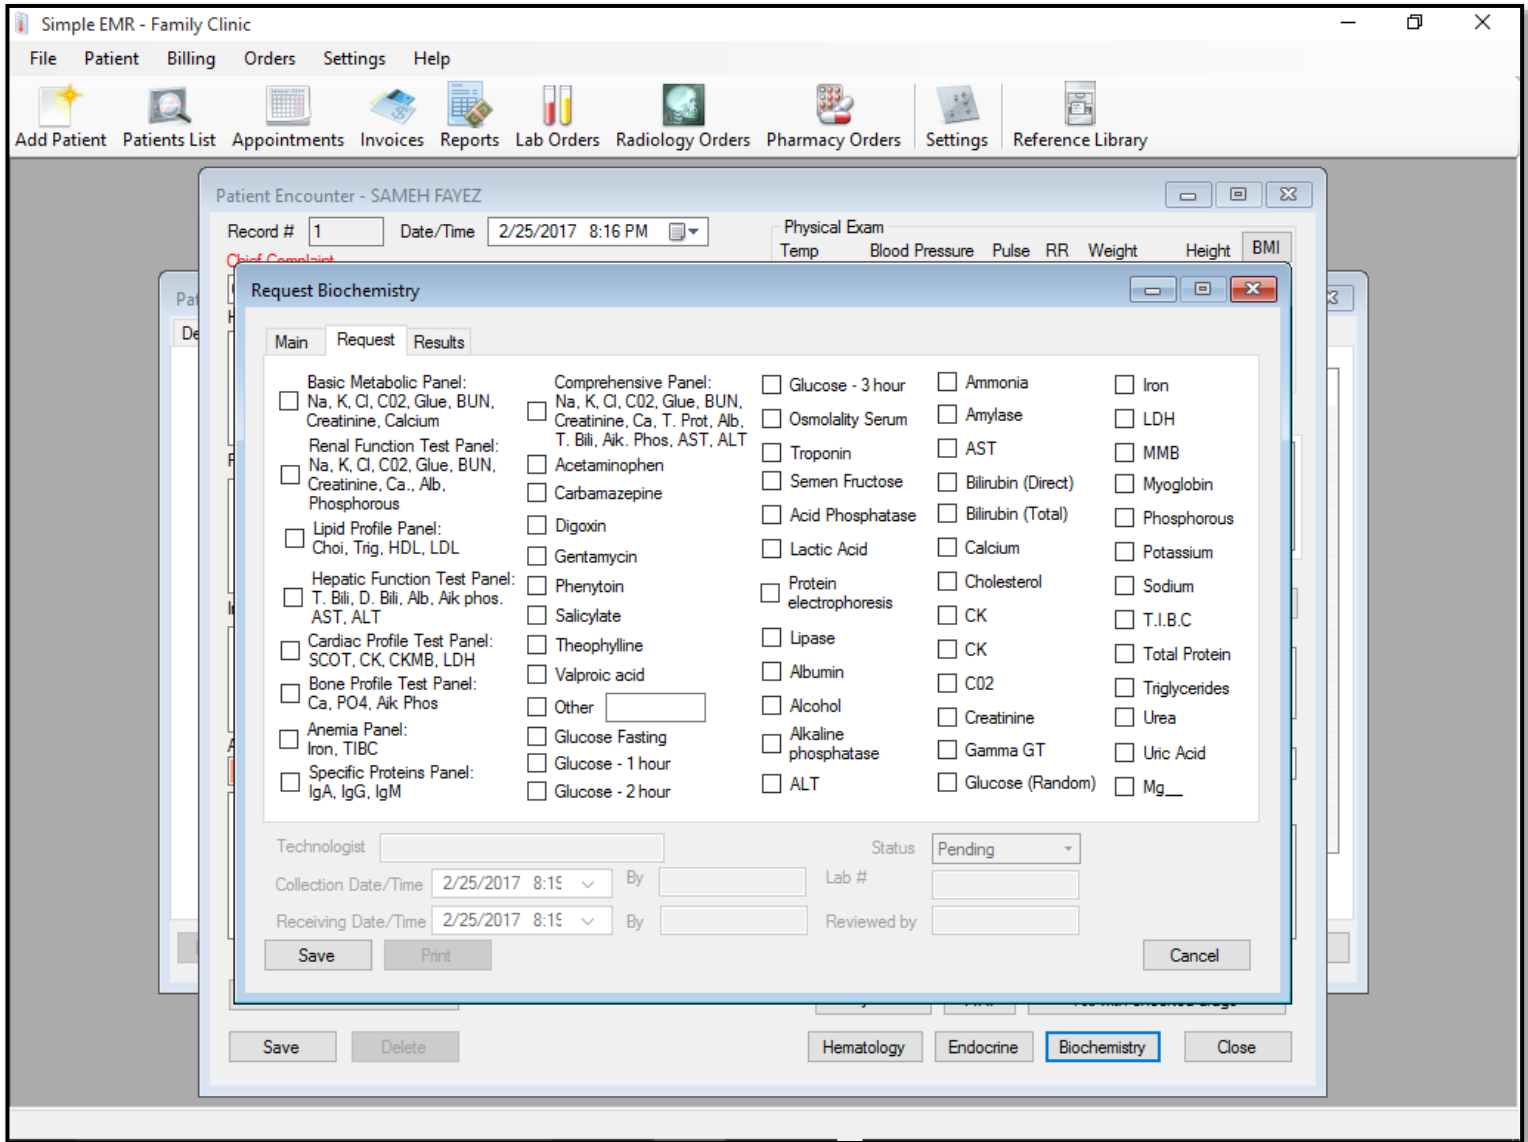 Simple EMR - Family Clinic
File Patient Billing Orders Settings Help
Add Patient Patients List Appointments Invoices Reports Lab Orders Radiology Orders Pharmacy Orders Settings Reference Library
Patient Encounter - SAMEH FAYEZ
Record # 1 Date/Time 2/25/2017 8:16 PM Physical Exam
Temp Blood Pressure Pulse RR Weight Height BMI
Chief Complaint
Request Biochemistry
Main Request Results
Basic Metabolic Panel:
Na, K, Cl, C02, Glue, BUN,
Creatinine, Calcium
Renal Function Test Panel:
Na, K, Cl, C02, Glue, BUN,
Creatinine, Ca., Alb,
Phosphorous
Lipid Profile Panel:
Choi, Trig, HDL, LDL
Hepatic Function Test Panel:
T. Bili, D. Bili, Alb, Aik phos.
AST, ALT
Cardiac Profile Test Panel:
SCOT, CK, CKMB, LDH
Bone Profile Test Panel:
Ca, PO4, Aik Phos
Anemia Panel:
Iron, TIBC
Specific Proteins Panel:
IgA, IgG, IgM
Comprehensive Panel:
Na, K, Cl, C02, Glue, BUN,
Creatinine, Ca, T. Prot, Alb,
T. Bili, Aik. Phos, AST, ALT
Acetaminophen
Carbamazepine
Digoxin
Gentamycin
Phenytoin
Salicylate
Theophylline
Valproic acid
Other
Glucose Fasting
Glucose - 1 hour
Glucose - 2 hour
Glucose - 3 hour
Osmolality Serum
Troponin
Semen Fructose
Acid Phosphatase
Lactic Acid
Protein
electrophoresis
Lipase
Albumin
Alcohol
Alkaline
phosphatase
ALT
Ammonia
Amylase
AST
Bilirubin (Direct)
Bilirubin (Total)
Calcium
Cholesterol
CK
CK
C02
Creatinine
Gamma GT
Glucose (Random)
Iron
LDH
MMB
Myoglobin
Phosphorous
Potassium
Sodium
T.I.B.C
Total Protein
Triglycerides
Urea
Uric Acid
Mg__
Technologist Status Pending
Collection Date/Time 2/25/2017 8:19 By Lab #
Receiving Date/Time 2/25/2017 8:19 By Reviewed by
Save Print Cancel
Save Delete Hematology Endocrine Biochemistry Close